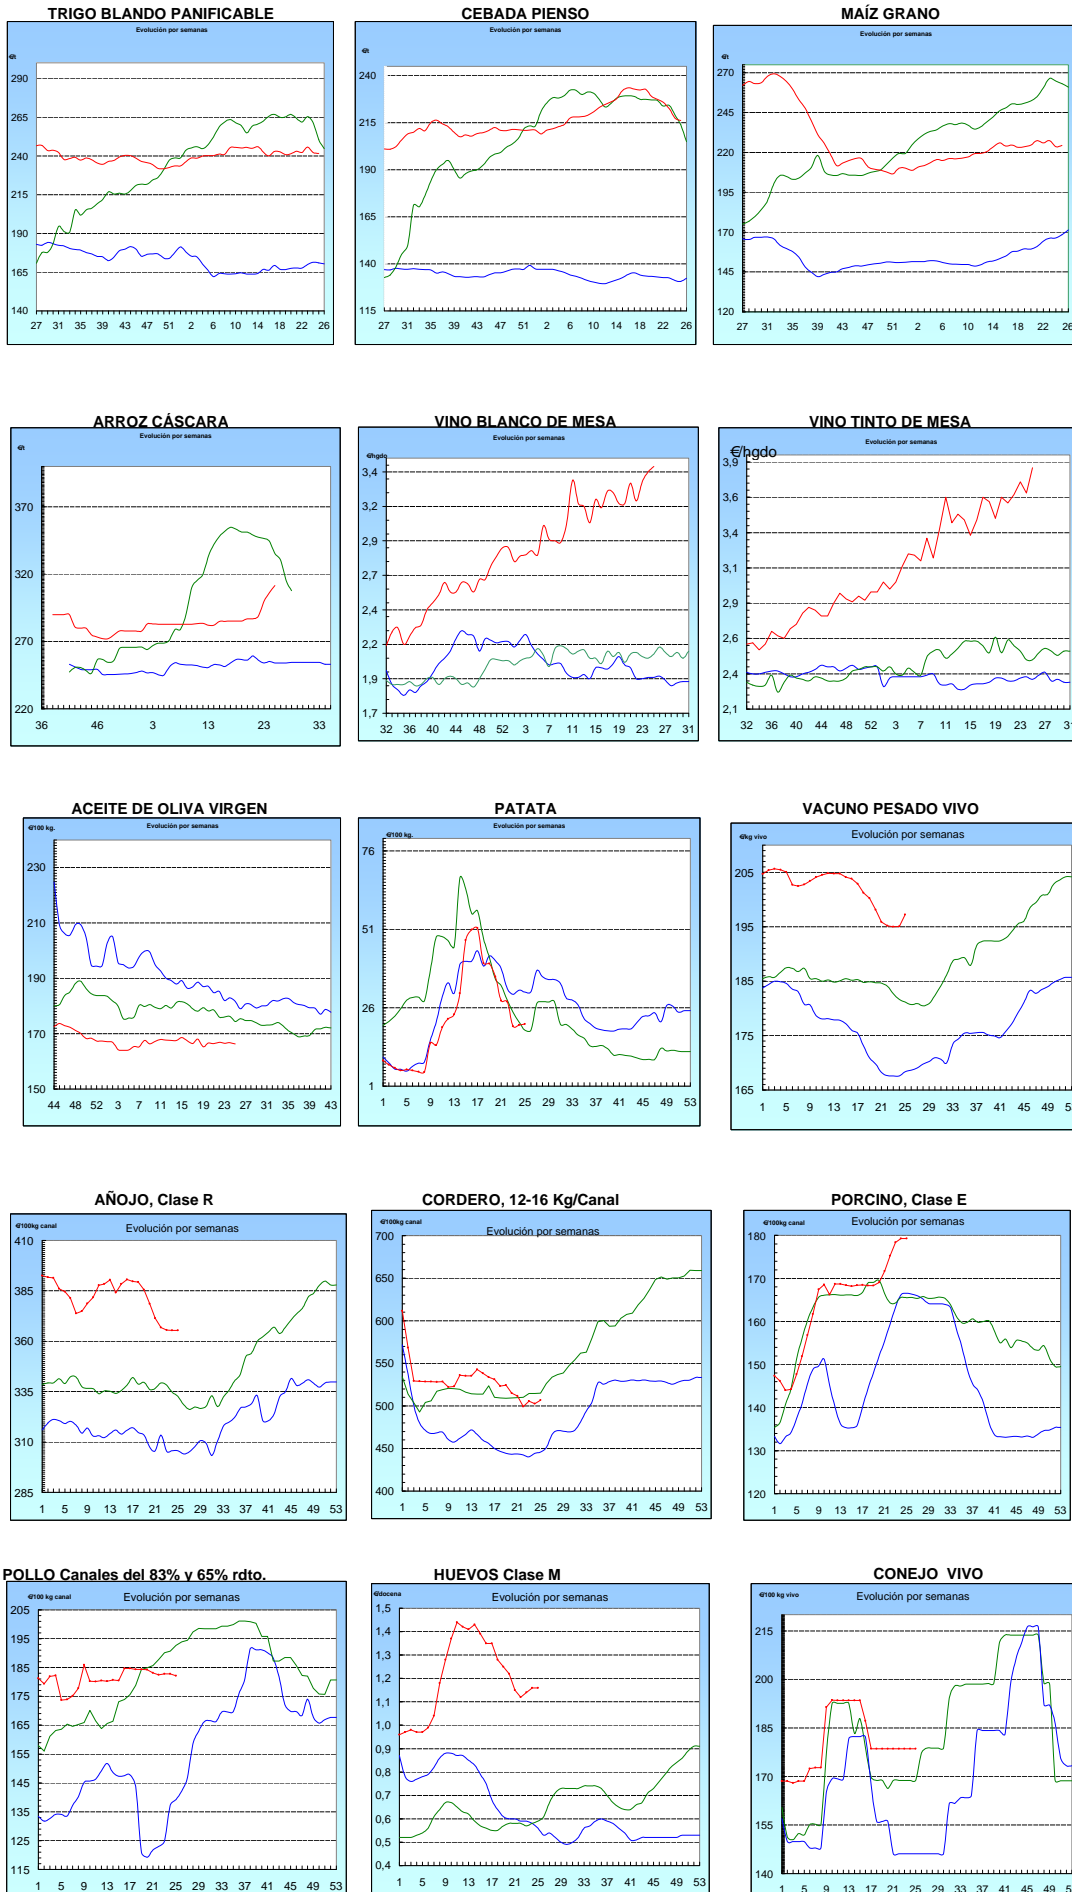 TRIGO BLANDO PANIFICABLE
Evolución por semanas
€/t
290
265
240
215
190
165
140
27 31 35 39 43 47 51 2 6 10 14 18 22 26
CEBADA PIENSO
Evolución por semanas
€/t
240
215
190
165
140
115
27 31 35 39 43 47 51 2 6 10 14 18 22 26
MAÍZ GRANO
Evolución por semanas
€/t
270
245
220
195
170
145
120
27 31 35 39 43 47 51 2 6 10 14 18 22 26
ARROZ CÁSCARA
Evolución por semanas
€/t
370
320
270
220
36 46 3 13 23 33
VINO BLANCO DE MESA
Evolución por semanas
€/hgdo
3,4
3,2
2,9
2,7
2,4
2,2
1,9
1,7
32 36 40 44 48 52 3 7 11 15 19 23 27 31
VINO TINTO DE MESA
Evolución por semanas
€/hgdo
3,9
3,6
3,4
3,1
2,9
2,6
2,4
2,1
32 36 40 44 48 52 3 7 11 15 19 23 27 31
ACEITE DE OLIVA VIRGEN
Evolución por semanas
€/100 kg.
230
210
190
170
150
44 48 52 3 7 11 15 19 23 27 31 35 39 43
PATATA
Evolución por semanas
€/100 kg.
76
51
26
1
1 5 9 13 17 21 25 29 33 37 41 45 49 53
VACUNO PESADO VIVO
Evolución por semanas
€/kg vivo
205
195
185
175
165
1 5 9 13 17 21 25 29 33 37 41 45 49 53
AÑOJO, Clase R
Evolución por semanas
€/100kg canal
410
385
360
335
310
285
1 5 9 13 17 21 25 29 33 37 41 45 49 53
CORDERO, 12-16 Kg/Canal
Evolución por semanas
€/100kg canal
700
650
600
550
500
450
400
1 5 9 13 17 21 25 29 33 37 41 45 49 53
PORCINO, Clase E
Evolución por semanas
€/100kg canal
180
170
160
150
140
130
120
1 5 9 13 17 21 25 29 33 37 41 45 49 53
POLLO Canales del 83% y 65% rdto.
Evolución por semanas
€/100 kg canal
205
195
185
175
165
155
145
135
125
115
1 5 9 13 17 21 25 29 33 37 41 45 49 53
HUEVOS Clase M
Evolución por semanas
€/docena
1,5
1,4
1,3
1,2
1,1
1,0
0,9
0,8
0,7
0,6
0,5
0,4
1 5 9 13 17 21 25 29 33 37 41 45 49 53
CONEJO VIVO
Evolución por semanas
€/100 kg vivo
215
200
185
170
155
140
1 5 9 13 17 21 25 29 33 37 41 45 49 53